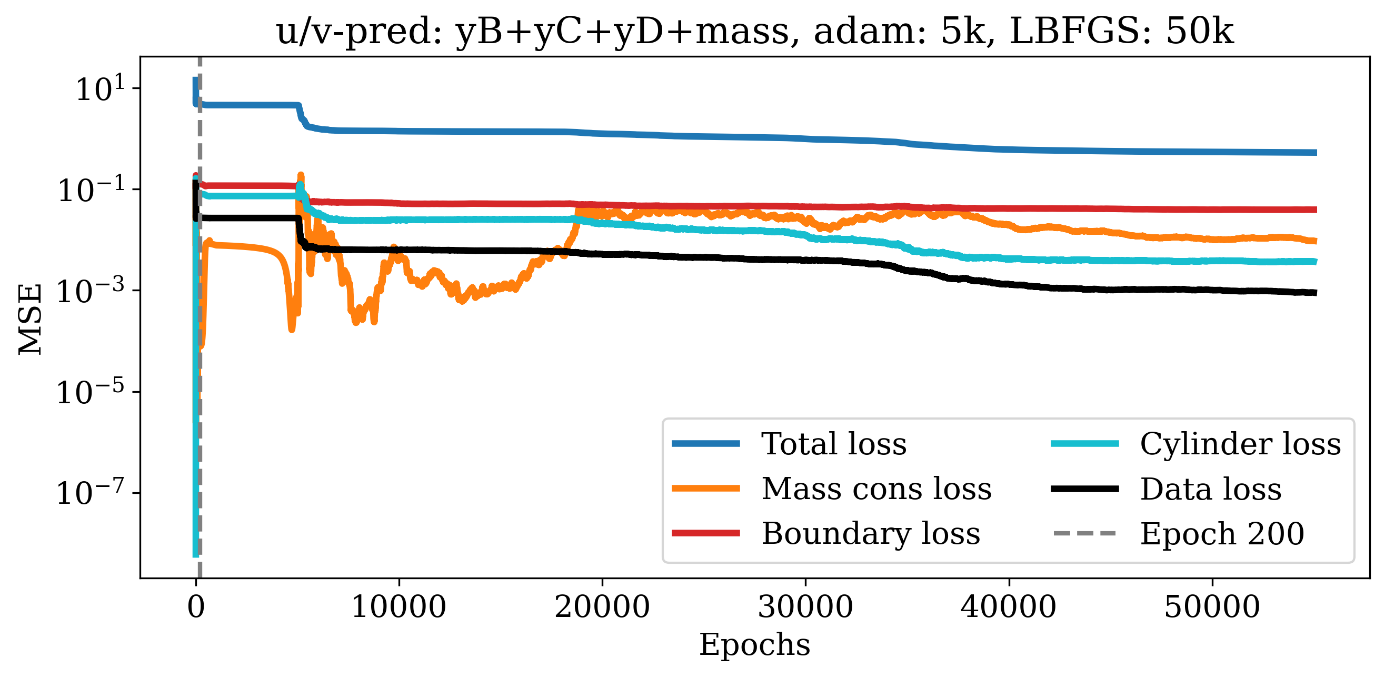 u/v-pred: yB+yC+yD+mass, adam: 5k, LBFGS: 50k
10¹
10⁻¹
10⁻³
10⁻⁵
10⁻⁷
MSE
Total loss
Mass cons loss
Boundary loss
Cylinder loss
Data loss
Epoch 200
0 10000 20000 30000 40000 50000
Epochs